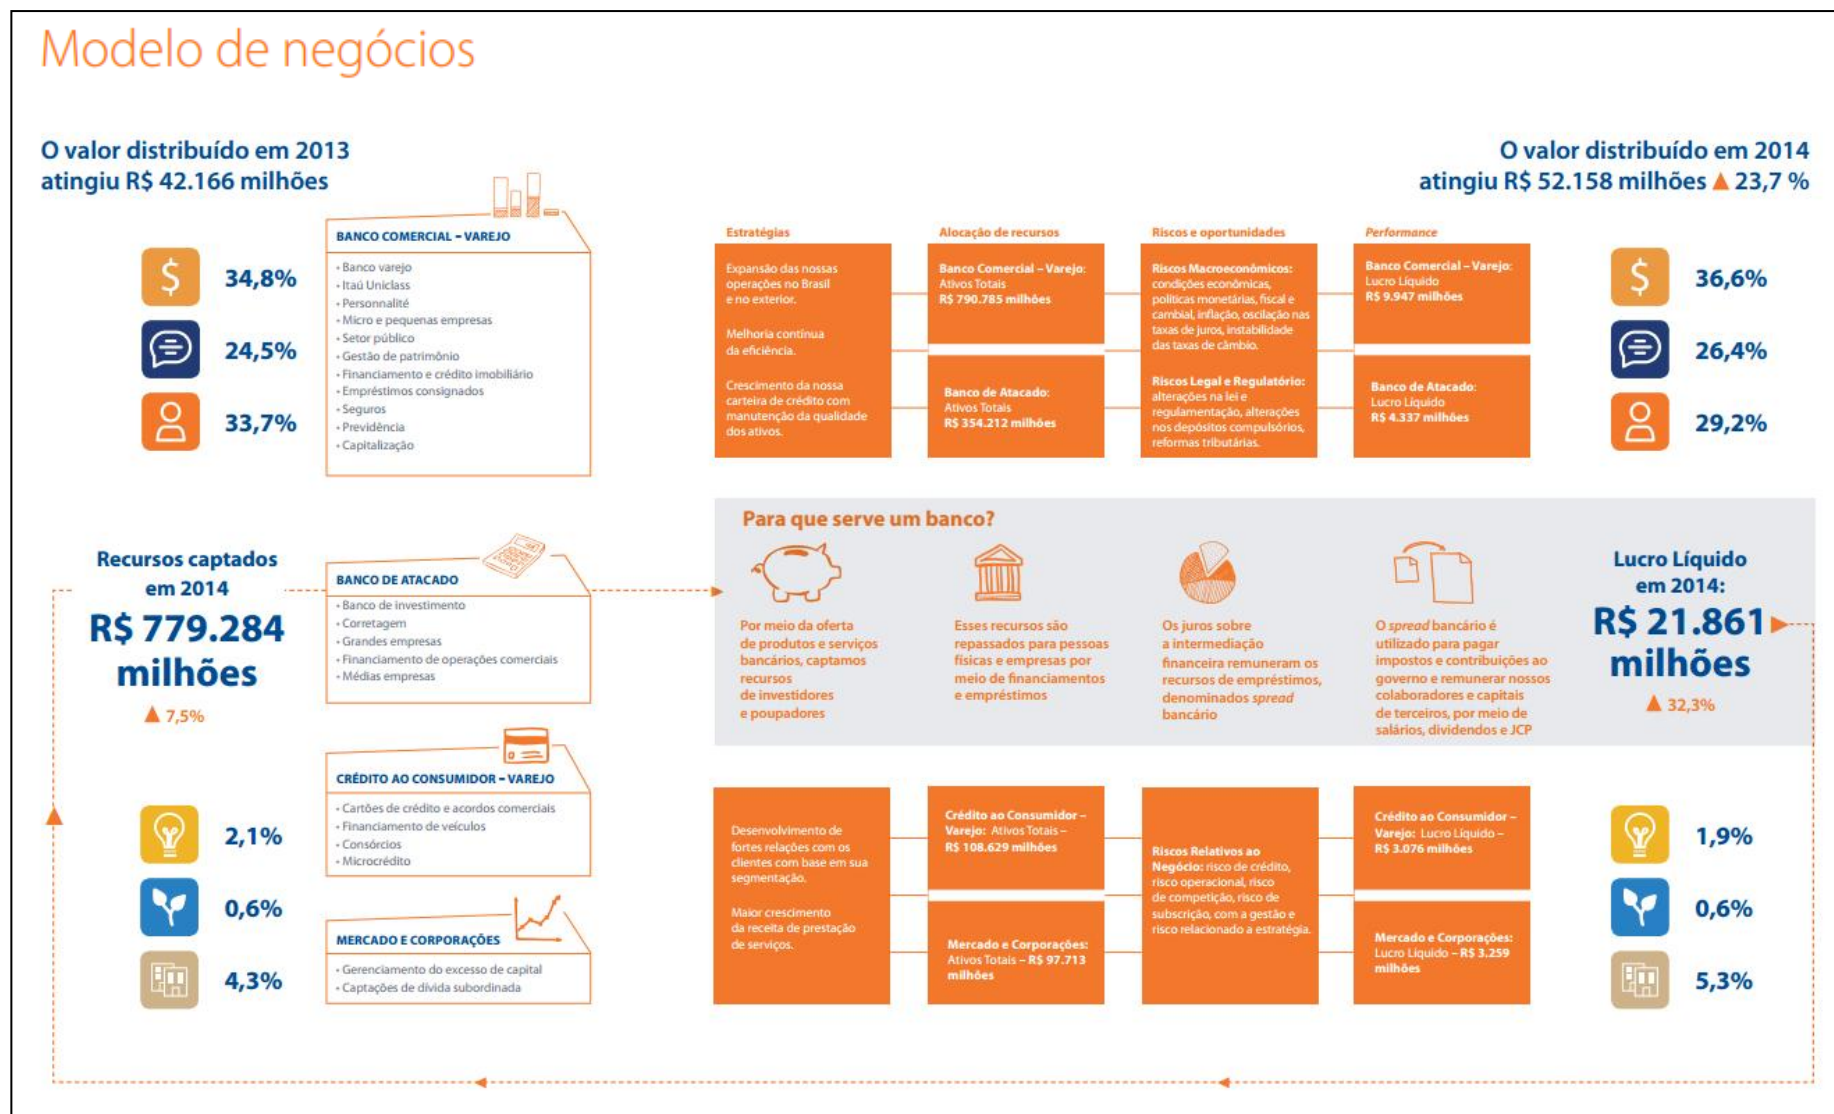 Modelo de negócios
O valor distribuído em 2013
atingiu R$ 42.166 milhões
34,8%
24,5%
33,7%
BANCO COMERCIAL – VAREJO
• Banco varejo
• Itaú Uniclass
• Personnalité
• Micro e pequenas empresas
• Setor público
• Gestão de patrimônio
• Financiamento e crédito imobiliário
• Empréstimos consignados
• Seguros
• Previdência
• Capitalização
Estratégias
Expansão das nossas
operações no Brasil
e no exterior.
Melhoria contínua
da eficiência.
Crescimento da nossa
carteira de crédito com
manutenção da qualidade
dos ativos.
Alocação de recursos
Banco Comercial – Varejo:
Ativos Totais
R$ 790.785 milhões
Banco de Atacado:
Ativos Totais
R$ 354.212 milhões
Riscos e oportunidades
Riscos Macroeconômicos:
condições econômicas,
políticas monetárias, fiscal e
cambial, inflação, oscilação nas
taxas de juros, instabilidade
das taxas de câmbio.
Riscos Legal e Regulatório:
alterações na lei e
regulamentação, alterações
nos depósitos compulsórios,
reformas tributárias.
Performance
Banco Comercial – Varejo:
Lucro Líquido
R$ 9.947 milhões
Banco de Atacado:
Lucro Líquido
R$ 4.337 milhões
O valor distribuído em 2014
atingiu R$ 52.158 milhões ▲ 23,7 %
$
36,6%
26,4%
29,2%
Recursos captados
em 2014
R$ 779.284
milhões
▲ 7,5%
BANCO DE ATACADO
• Banco de investimento
• Corretagem
• Grandes empresas
• Financiamento de operações comerciais
• Médias empresas
Para que serve um banco?
Por meio da oferta
de produtos e serviços
bancários, captamos
recursos
de investidores
e poupadores
Esses recursos são
repassados para pessoas
físicas e empresas por
meio de financiamentos
e empréstimos
Os juros sobre
a intermediação
financeira remuneram os
recursos de empréstimos,
denominados spread
bancário
O spread bancário é
utilizado para pagar
impostos e contribuições ao
governo e remunerar nossos
colaboradores e capitais
de terceiros, por meio de
salários, dividendos e JCP
Lucro Líquido
em 2014:
R$ 21.861
milhões
▲ 32,3%
2,1%
0,6%
4,3%
CRÉDITO AO CONSUMIDOR – VAREJO
• Cartões de crédito e acordos comerciais
• Financiamento de veículos
• Consórcios
• Microcrédito
MERCADO E CORPORAÇÕES
• Gerenciamento do excesso de capital
• Captações de dívida subordinada
Desenvolvimento de
fortes relações com os
clientes com base em sua
segmentação.
Maior crescimento
da receita de prestação
de serviços.
Crédito ao Consumidor –
Varejo: Ativos Totais –
R$ 108.629 milhões
Mercado e Corporações:
Ativos Totais – R$ 97.713
milhões
Riscos Relativos ao
Negócio: risco de crédito,
risco operacional, risco
de competição, risco de
subscrição, com a gestão e
risco relacionado a estratégia.
Crédito ao Consumidor –
Varejo: Lucro Líquido –
R$ 3.076 milhões
Mercado e Corporações:
Lucro Líquido – R$ 3.259
milhões
1,9%
0,6%
5,3%